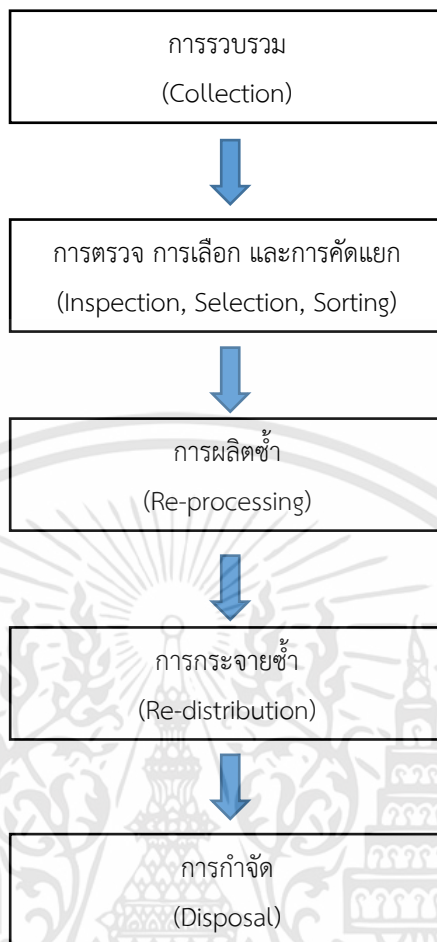 การรวบรวม
(Collection)
การตรวจ การเลือก และการคัดแยก
(Inspection, Selection, Sorting)
การผลิตซ้ำ
(Re-processing)
การกระจายซ้ำ
(Re-distribution)
การกำจัด
(Disposal)